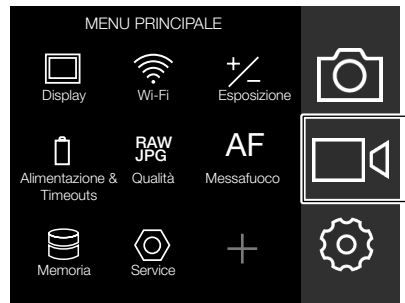 MENU PRINCIPALE
Display
Wi-Fi
Esposizione
RAW
JPG
AF
Alimentazione &
Timeouts
Qualità
Messafuoco
Memoria
Service